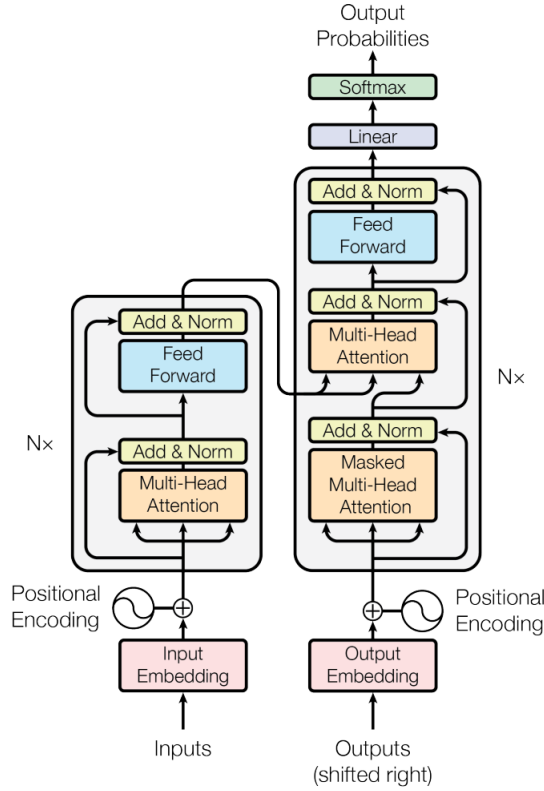 Output
Probabilities
Softmax
Linear
Add & Norm
Feed
Forward
Add & Norm
Multi-Head
Attention
Add & Norm
Masked
Multi-Head
Attention
N×
Positional
Encoding
Output
Embedding
Outputs
(shifted right)
Add & Norm
Feed
Forward
Add & Norm
Multi-Head
Attention
N×
Positional
Encoding
Input
Embedding
Inputs